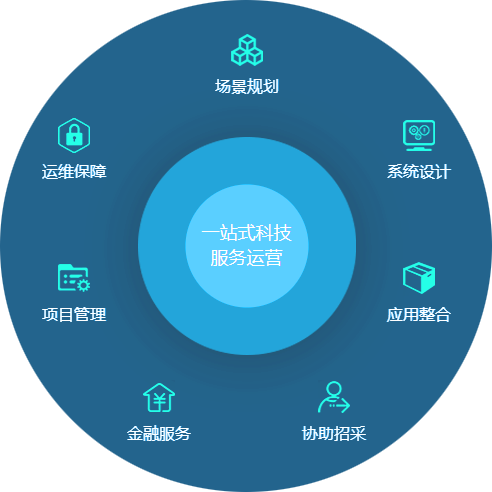 场景规划
系统设计
应用整合
协助招采
金融服务
项目管理
运维保障
一站式科技
服务运营